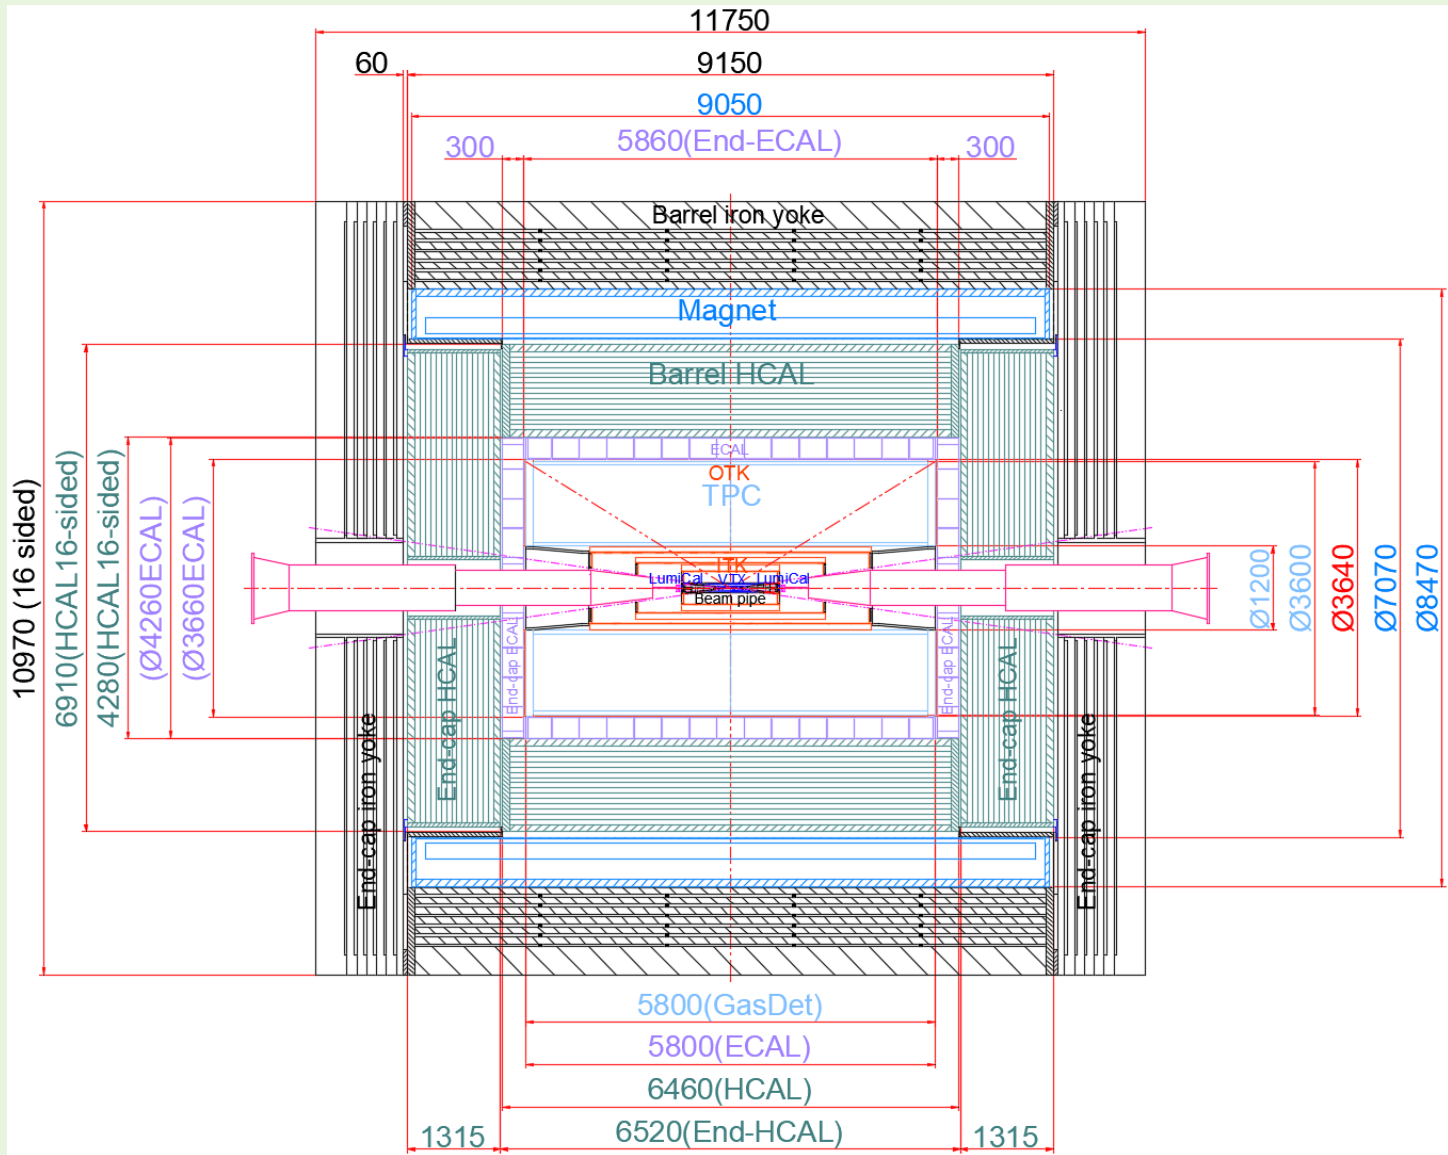 11750
60
9150
9050
300
5860(End-ECAL)
300
Barrel iron yoke
Magnet
Barrel HCAL
ECAL
OTK
TPC
ITK
LumiCal
VTX
LumiCal
Beam pipe
10970 (16 sided)
6910(HCAL16-sided)
4280(HCAL16-sided)
(Ø4260ECAL)
(Ø3660ECAL)
End-cap iron yoke
End-cap HCAL
End-cap ECAL
End-cap ECAL
End-cap HCAL
End-cap iron yoke
Ø1200
Ø3600
Ø3640
Ø7070
Ø8470
5800(GasDet)
5800(ECAL)
6460(HCAL)
1315
6520(End-HCAL)
1315